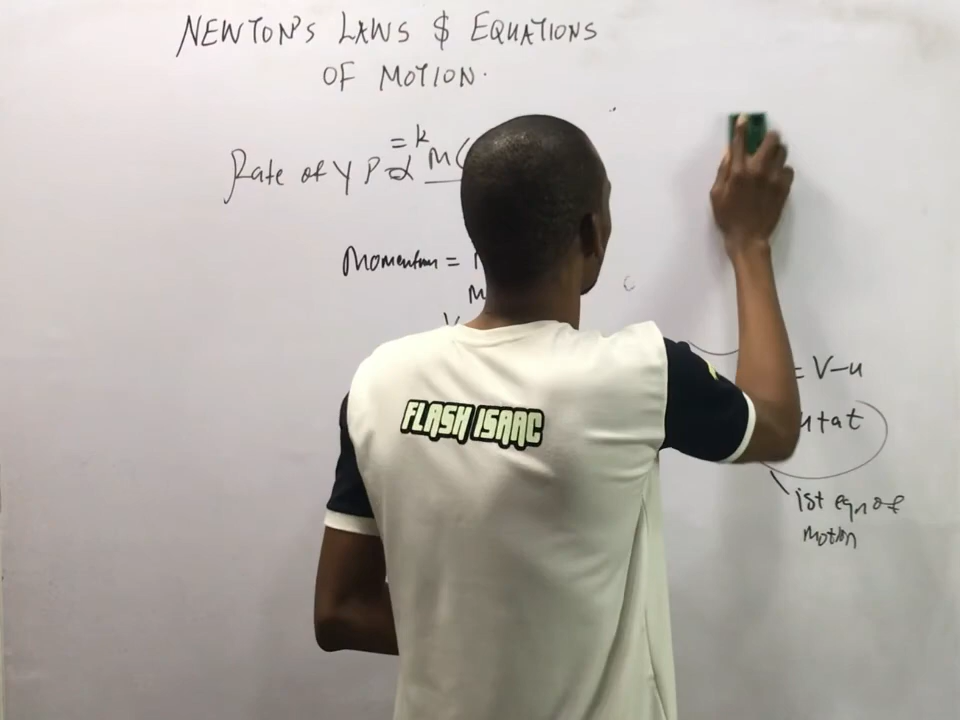 NEWTON'S LAWS $ EQUATIONS
OF MOTION.
= k
Rate of Y P ∝ M(
Momentum =
M
V
FLASH ISAAC
= V-u
u+at
1st eqn of
motion